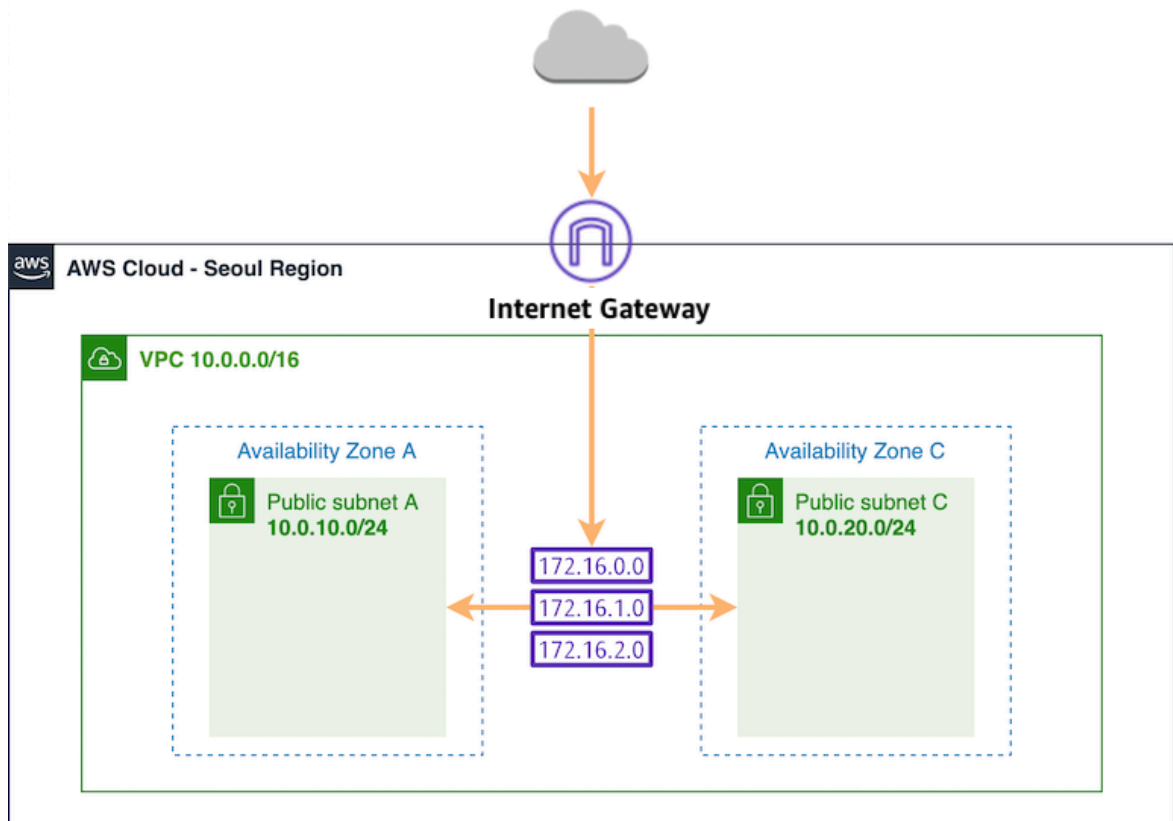 aws
AWS Cloud - Seoul Region
Internet Gateway
VPC 10.0.0.0/16
Availability Zone A
Public subnet A
10.0.10.0/24
Availability Zone C
Public subnet C
10.0.20.0/24
172.16.0.0
172.16.1.0
172.16.2.0